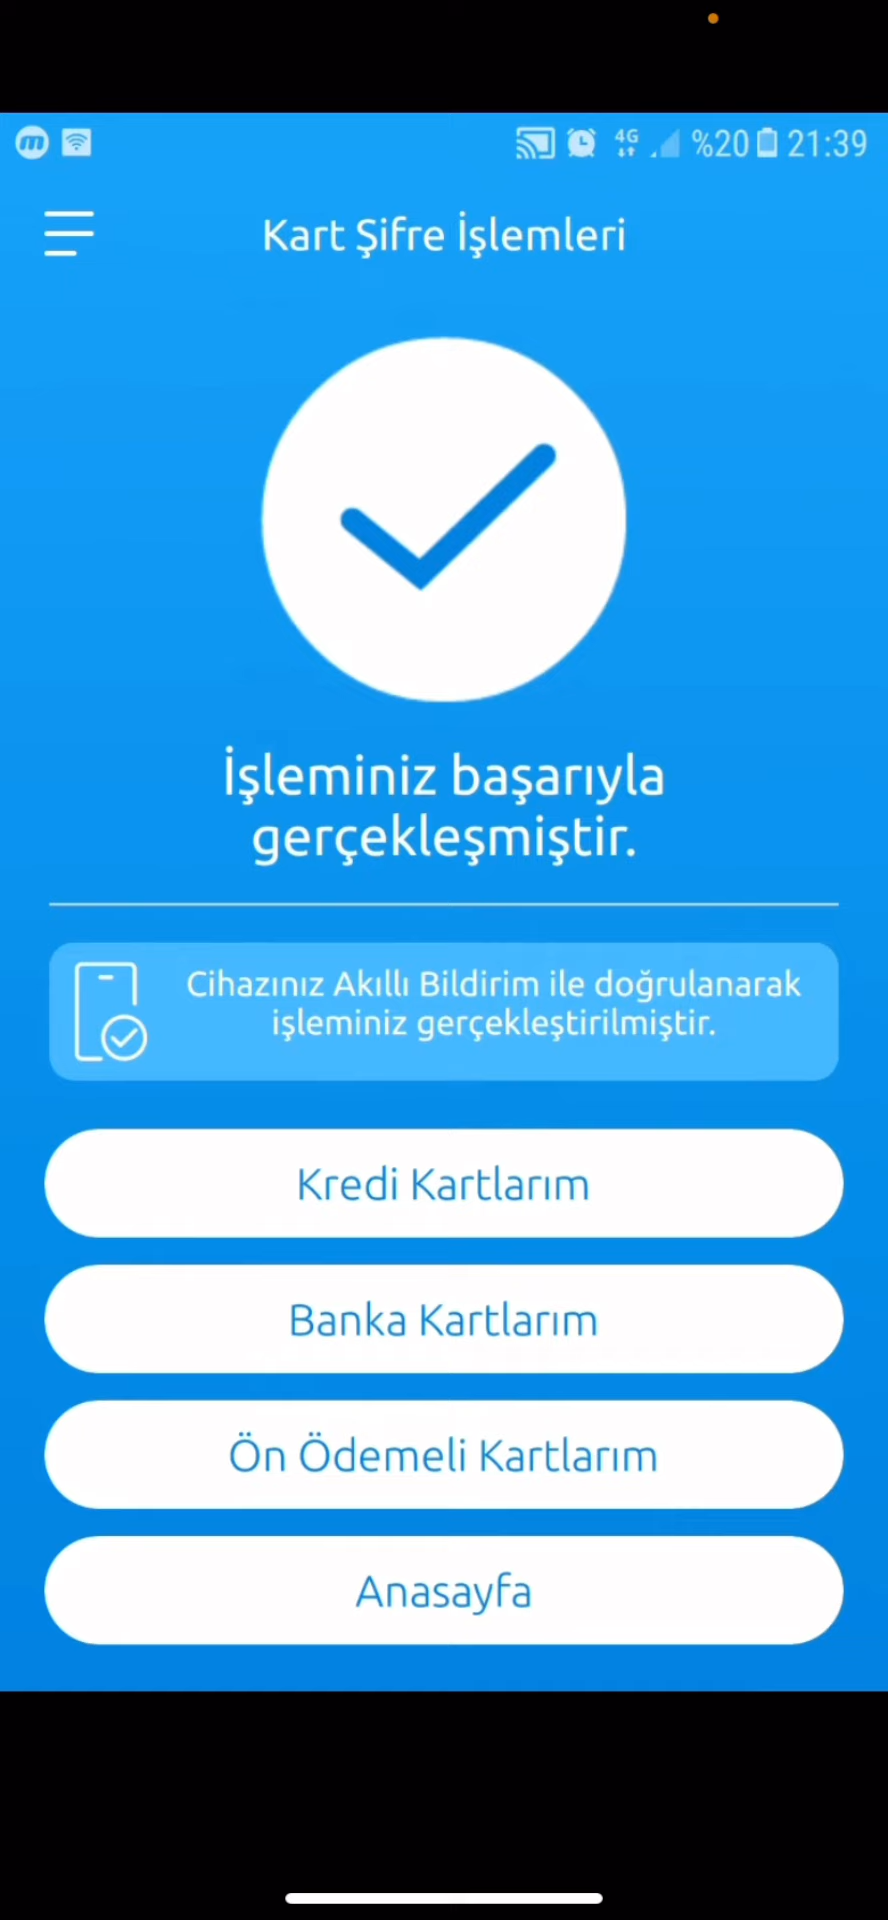 4G %20 21:39
Kart Şifre İşlemleri
İşleminiz başarıyla
gerçekleşmiştir.
Cihazınız Akıllı Bildirim ile doğrulanarak
işleminiz gerçekleştirilmiştir.
Kredi Kartlarım
Banka Kartlarım
Ön Ödemeli Kartlarım
Anasayfa